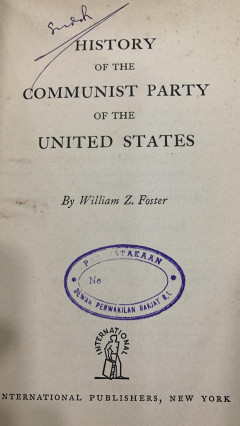 HISTORY
OF THE
COMMUNIST PARTY
OF THE
UNITED STATES
By William Z. Foster
PERPUSTAKAAN
No
DEWAN PERWAKILAN RAKJAT R.I.
INTERNATIONAL
INTERNATIONAL PUBLISHERS, NEW YORK